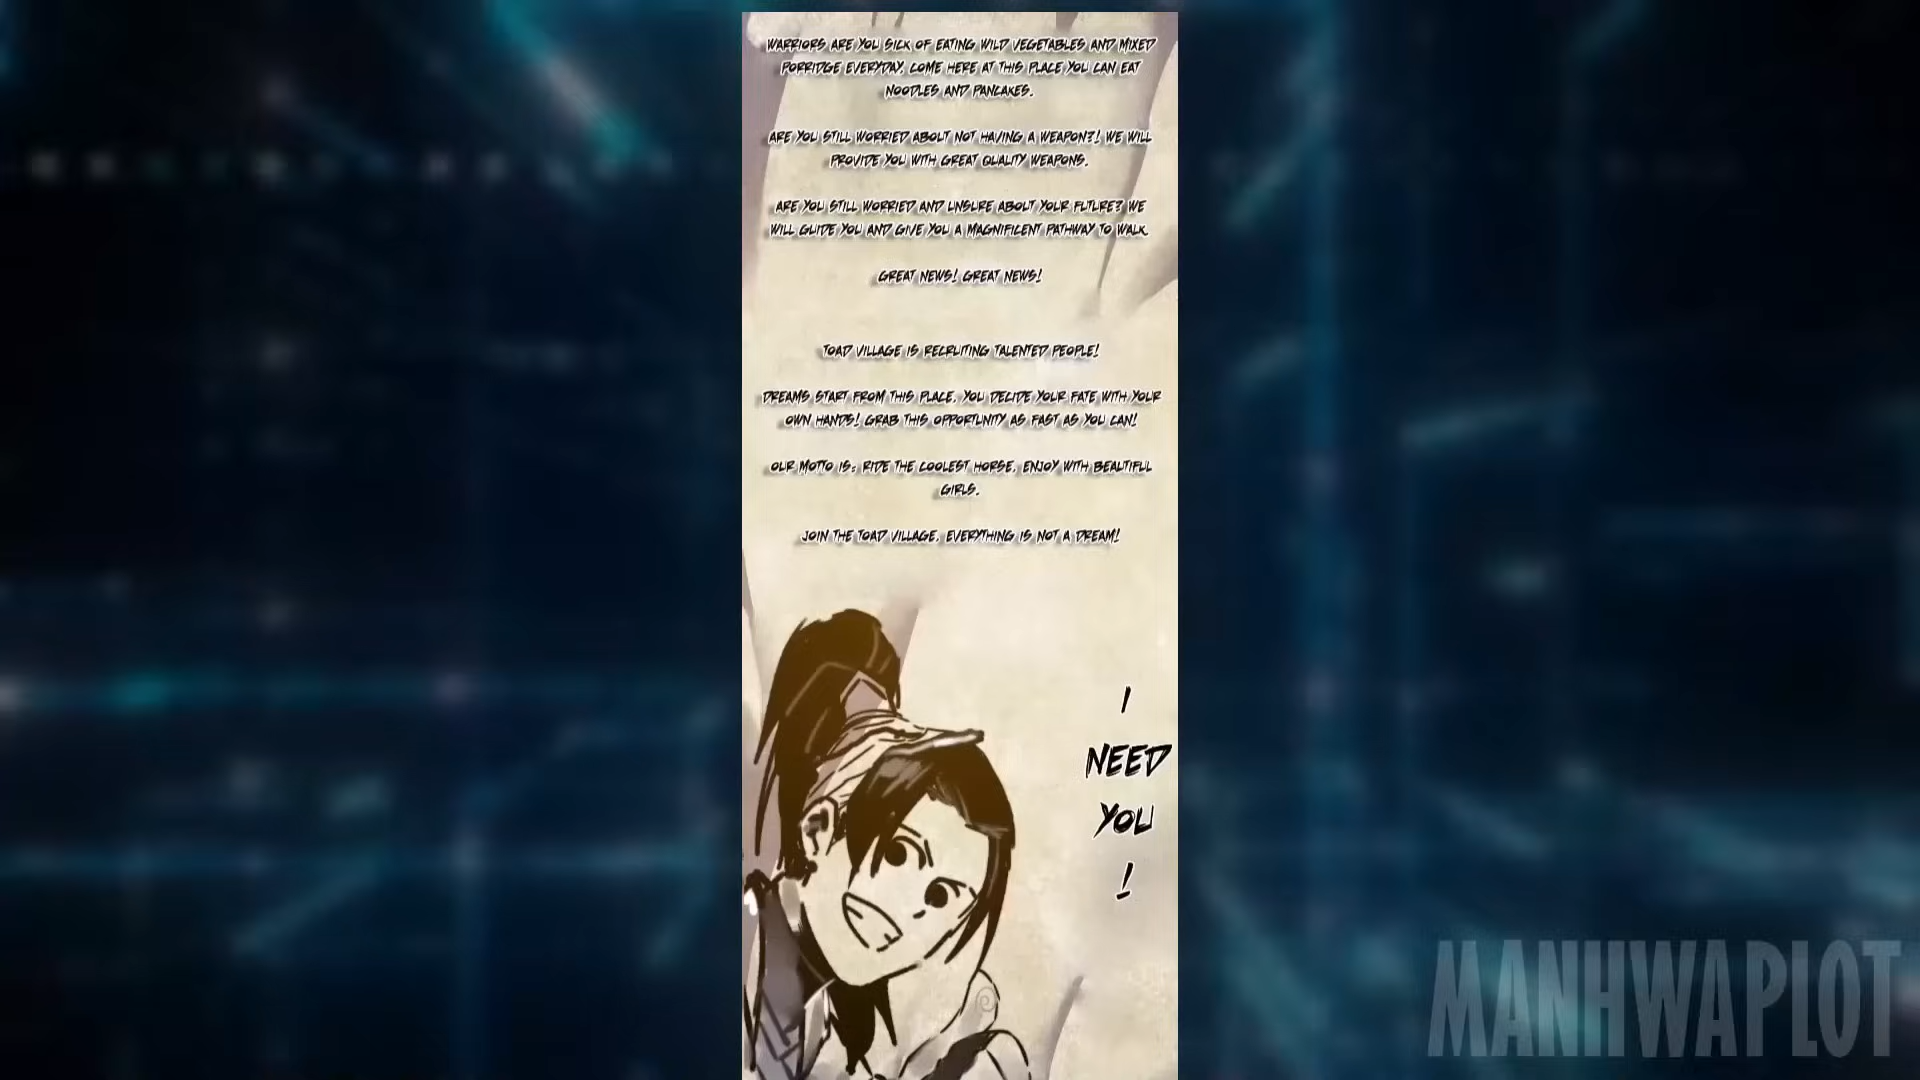 WARRIORS ARE YOU SICK OF EATING WILD VEGETABLES AND MIXED
PORRIDGE EVERYDAY, COME HERE AT THIS PLACE YOU CAN EAT
NOODLES AND PANCAKES.
ARE YOU STILL WORRIED ABOUT NOT HAVING A WEAPON?! WE WILL
PROVIDE YOU WITH GREAT QUALITY WEAPONS.
ARE YOU STILL WORRIED AND UNSURE ABOUT YOUR FUTURE? WE
WILL GUIDE YOU AND GIVE YOU A MAGNIFICENT PATHWAY TO WALK.
GREAT NEWS! GREAT NEWS!
TOAD VILLAGE IS RECRUITING TALENTED PEOPLE!
DREAMS START FROM THIS PLACE, YOU DECIDE YOUR FATE WITH YOUR
OWN HANDS! GRAB THIS OPPORTUNITY AS FAST AS YOU CAN!
OUR MOTTO IS: RIDE THE COOLEST HORSE, ENJOY WITH BEAUTIFUL
GIRLS.
JOIN THE TOAD VILLAGE, EVERYTHING IS NOT A DREAM!
I
NEED
YOU
!
MANHWAPLOT